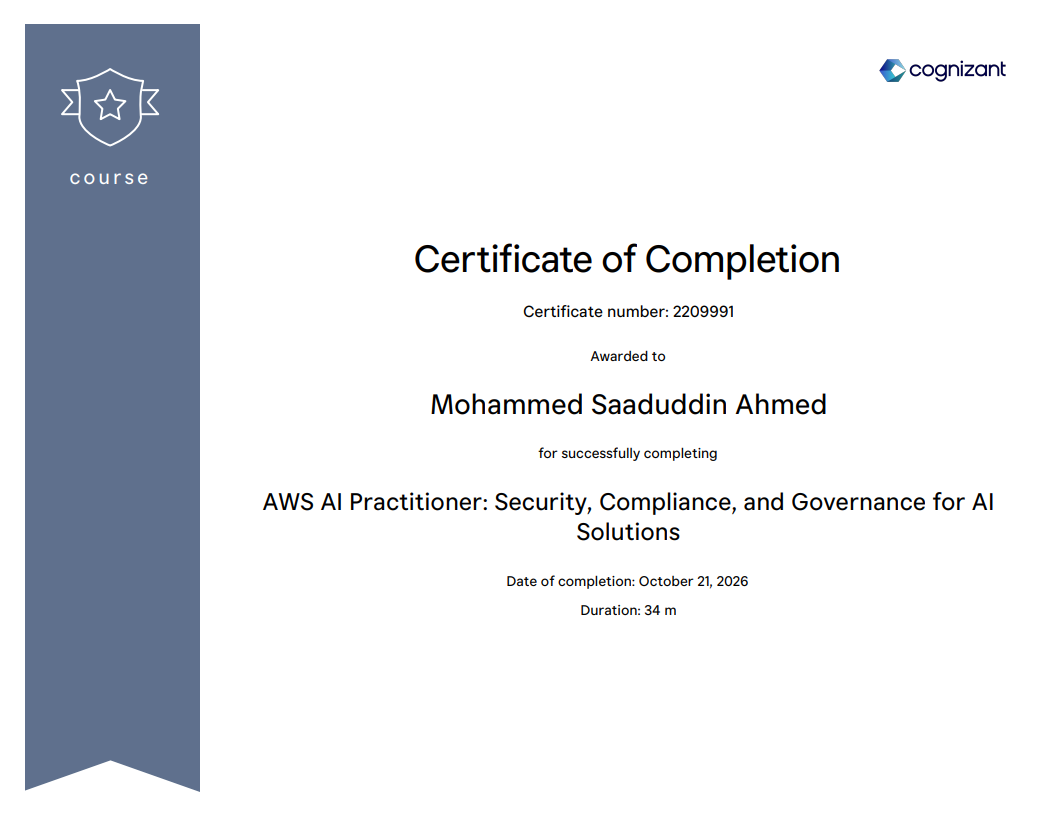 cognizant
course
Certificate of Completion
Certificate number: 2209991
Awarded to
Mohammed Saaduddin Ahmed
for successfully completing
AWS AI Practitioner: Security, Compliance, and Governance for AI
Solutions
Date of completion: October 21, 2026
Duration: 34 m